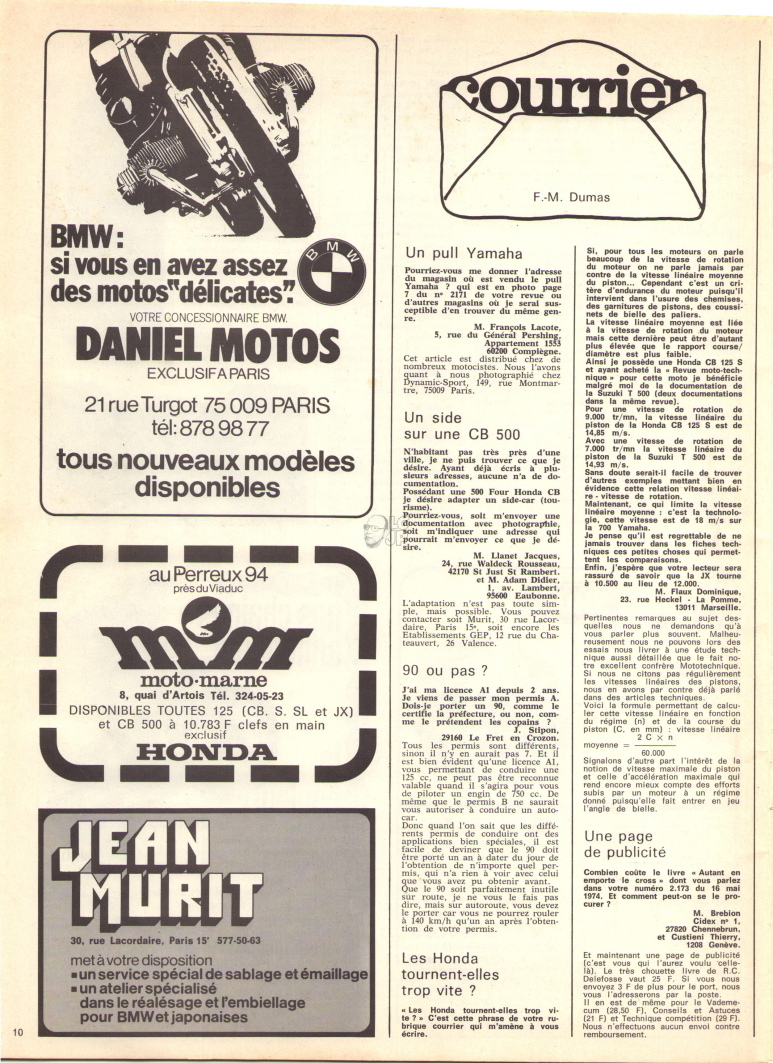 BMW:
si vous en avez assez
des motos "délicates".
BMW
VOTRE CONCESSIONNAIRE BMW.
DANIEL MOTOS
EXCLUSIF A PARIS
21 rue Turgot 75 009 PARIS
tél: 878 98 77
tous nouveaux modèles
disponibles
au Perreux 94
près du Viaduc
mm
moto-marne
8, quai d'Artois Tél. 324-05-23
DISPONIBLES TOUTES 125 (CB. S. SL et JX)
et CB 500 à 10.783 F clefs en main
exclusif
HONDA
JEAN
MURIT
30, rue Lacordaire, Paris 15' 577-50-63
met à votre disposition
▪ un service spécial de sablage et émaillage
▪ un atelier spécialisé
dans le réalésage et l'embiellage
pour BMW et japonaises
10
courrier
F.-M. Dumas
Un pull Yamaha
Pourriez-vous me donner l'adresse
du magasin où est vendu le pull
Yamaha ? qui est en photo page
7 du n° 2171 de votre revue ou
d'autres magasins où je serai sus-
ceptible d'en trouver du même gen-
re.
M. François Lacote,
5, rue du Général Pershing,
Appartement 1553
60200 Complègne.
Cet article est distribué chez de
nombreux motocistes. Nous l'avons
quant à nous photographié chez
Dynamic-Sport, 149, rue Montmar-
tre, 75009 Paris.
Un side
sur une CB 500
N'habitant pas très près d'une
ville, je ne puis trouver ce que je
désire. Ayant déjà écris à plu-
sieurs adresses, aucune n'a de do-
cumentation.
Possédant une 500 Four Honda CB
je désire adapter un side-car (tou-
risme).
Pourriez-vous, soit m'envoyer une
documentation avec photographie,
soit m'indiquer une adresse qui
pourrait m'envoyer ce que je dé-
sire.
M. Llanet Jacques,
24, rue Waldeck Rousseau,
42170 St Just St Rambert.
et M. Adam Didier,
1, av. Lambert,
95600 Eaubonne.
L'adaptation n'est pas toute sim-
ple, mais possible. Vous pouvez
contacter soit Murit, 30 rue Lacor-
daire, Paris 15e, soit encore les
Etablissements GEP, 12 rue du Cha-
teauvert, 26 Valence.
90 ou pas ?
J'ai ma licence A1 depuis 2 ans.
Je viens de passer mon permis A.
Dois-je porter un 90, comme le
certifie la préfecture, ou non, com-
me le prétendent les copains ?
J. Stipon,
29160 Le Fret en Crozon.
Tous les permis sont différents,
sinon il n'y en aurait pas 7. Et il
est bien évident qu'une licence A1,
vous permettant de conduire une
125 cc, ne peut pas être reconnue
valable quand il s'agira pour vous
de piloter un engin de 750 cc. De
même que le permis B ne saurait
vous autoriser à conduire un auto-
car.
Donc quand l'on sait que les diffé-
rents permis de conduire ont des
applications bien spéciales, il est
facile de deviner que le 90 doit
être porté un an à dater du jour de
l'obtention de n'importe quel per-
mis, qui n'a rien à voir avec celui
que vous avez pu obtenir avant.
Que le 90 soit parfaitement inutile
sur route, je ne vous le fais pas
dire, mais sur autoroute, vous devez
le porter car vous ne pourrez rouler
à 140 km/h qu'un an après l'obten-
tion de votre permis.
Les Honda
tournent-elles
trop vite ?
« Les Honda tournent-elles trop vi-
te ? » C'est cette phrase de votre ru-
brique courrier qui m'amène à vous
écrire.
Si, pour tous les moteurs on parle
beaucoup de la vitesse de rotation
du moteur on ne parle jamais par
contre de la vitesse linéaire moyenne
du piston... Cependant c'est un cri-
tère d'endurance du moteur puisqu'il
intervient dans l'usure des chemises,
des garnitures de pistons, des coussi-
nets de bielle des paliers.
La vitesse linéaire moyenne est liée
à la vitesse de rotation du moteur
mais cette dernière peut être d'autant
plus élevée que le rapport course/
diamètre est plus faible.
Ainsi je possède une Honda CB 125 S
et ayant acheté la « Revue moto-tech-
nique » pour cette moto je bénéficie
malgré moi de la documentation de
la Suzuki T 500 (deux documentations
dans la même revue).
Pour une vitesse de rotation de
9.000 tr/mn, la vitesse linéaire du
piston de la Honda CB 125 S est de
14,85 m/s.
Avec une vitesse de rotation de
7.000 tr/mn la vitesse linéaire du
piston de la Suzuki T 500 est de
14,93 m/s.
Sans doute serait-il facile de trouver
d'autres exemples mettant bien en
évidence cette relation vitesse linéai-
re - vitesse de rotation.
Maintenant, ce qui limite la vitesse
linéaire moyenne : c'est la technolo-
gie, cette vitesse est de 18 m/s sur
la 700 Yamaha.
Je pense qu'il est regrettable de ne
jamais trouver dans les fiches tech-
niques ces petites choses qui permet-
tent les comparaisons.
Enfin, j'espère que votre lecteur sera
rassuré de savoir que la JX tourne
à 10.500 au lieu de 12.000.
M. Flaux Dominique,
23. rue Heckel - La Pomme,
13011 Marseille.
Pertinentes remarques au sujet des-
quelles nous ne demandons qu'à
vous parler plus souvent. Malheu-
reusement nous ne pouvons lors des
essais nous livrer à une étude tech-
nique aussi détaillée que le fait no-
tre excellent confrère Mototechnique.
Si nous ne citons pas régulièrement
les vitesses linéaires des pistons,
nous en avons par contre déjà parlé
dans des articles techniques.
Voici la formule permettant de calcu-
ler cette vitesse linéaire en fonction
du régime (n) et de la course du
piston (C. en mm) : vitesse linéaire
2 C × n
moyenne =
60.000
Signalons d'autre part l'intérêt de la
notion de vitesse maximale du piston
et celle d'accélération maximale qui
rend encore mieux compte des efforts
subis par un moteur à un régime
donné puisqu'elle fait entrer en jeu
l'angle de bielle.
Une page
de publicité
Combien coûte le livre « Autant en
emporte le cross » dont vous parlez
dans votre numéro 2.173 du 16 mai
1974. Et comment peut-on se le pro-
curer ?
M. Brebion
Cidex n° 1,
27820 Chennebrun,
et Custieni Thierry,
1208 Genève.
Et maintenant une page de publicité
(c'est vous qui l'aurez voulu celle-
là). Le très chouette livre de R.C.
Delefosse vaut 25 F. Si vous nous
envoyez 3 F de plus pour le port, nous
vous l'adresserons par la poste.
Il en est de même pour le Vademe-
cum (28,50 F), Conseils et Astuces
(21 F) et Technique compétition (29 F).
Nous n'effectuons aucun envoi contre
remboursement.